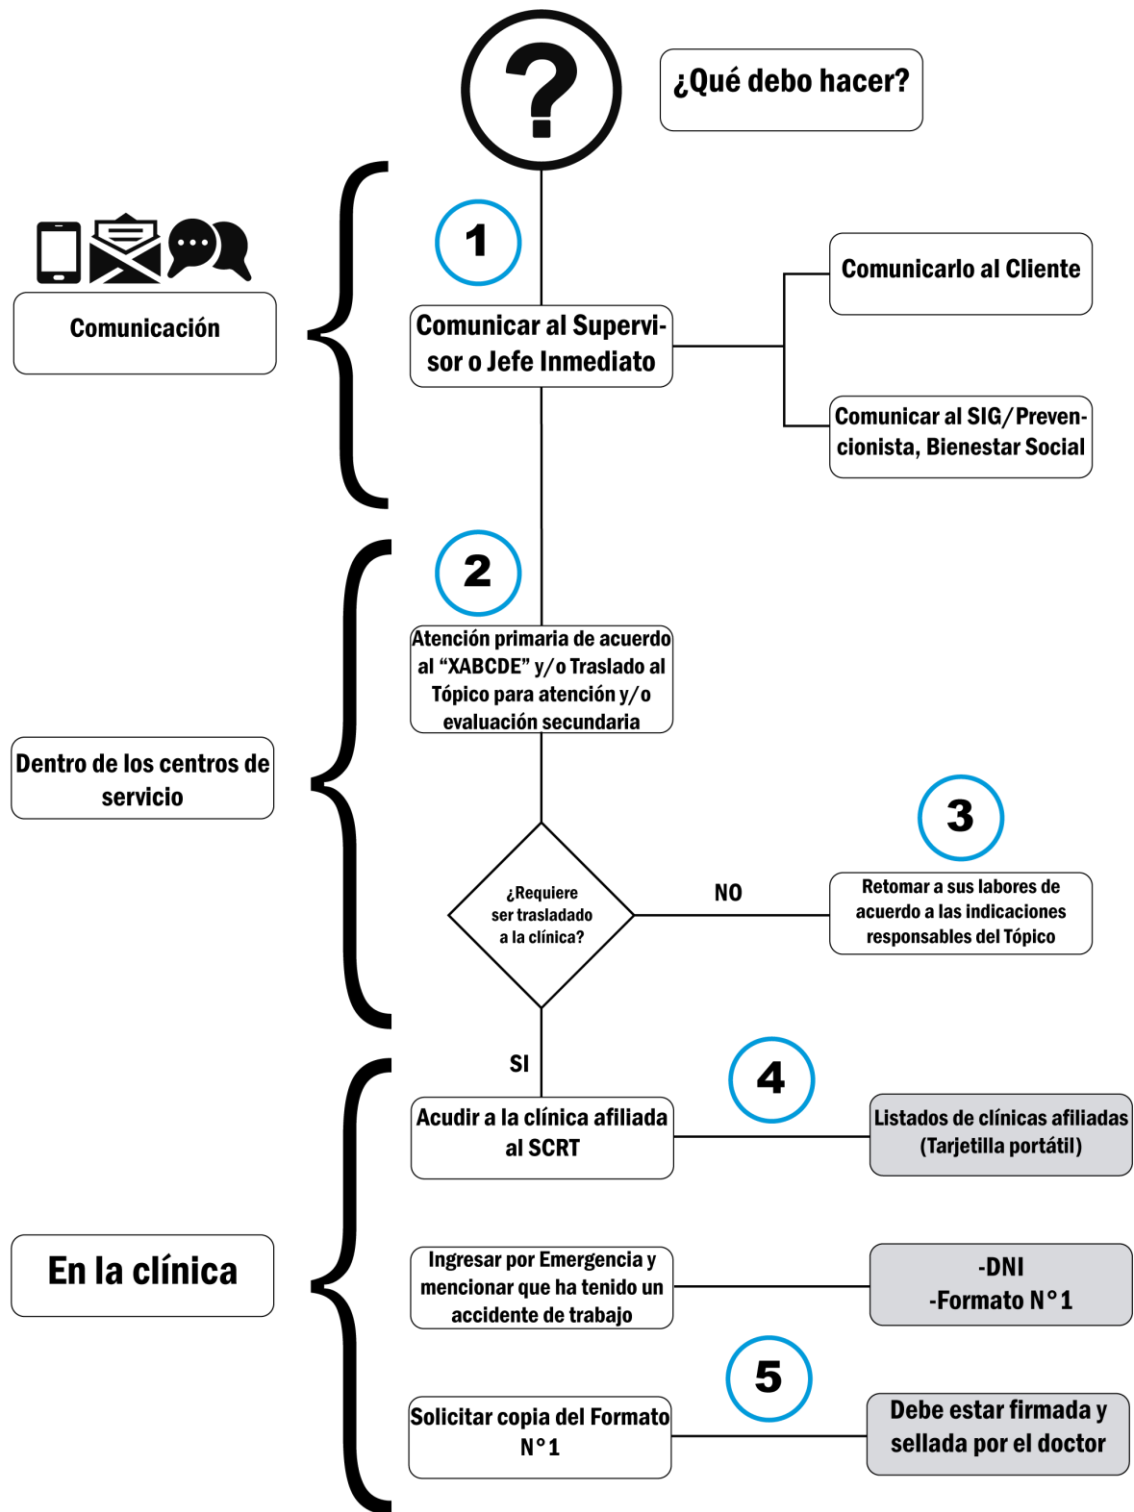 ¿Qué debo hacer?
1
Comunicación
Comunicar al Supervi-
sor o Jefe Inmediato
Comunicarlo al Cliente
Comunicar al SIG/Preven-
cionista, Bienestar Social
2
Atención primaria de acuerdo
al “XABCDE” y/o Traslado al
Tópico para atención y/o
evaluación secundaria
Dentro de los centros de
servicio
¿Requiere
ser trasladado
a la clínica?
NO
3
Retomar a sus labores de
acuerdo a las indicaciones
responsables del Tópico
SI
4
Acudir a la clínica afiliada
al SCRT
Listados de clínicas afiliadas
(Tarjetilla portátil)
En la clínica
Ingresar por Emergencia y
mencionar que ha tenido un
accidente de trabajo
-DNI
-Formato N°1
5
Solicitar copia del Formato
N°1
Debe estar firmada y
sellada por el doctor